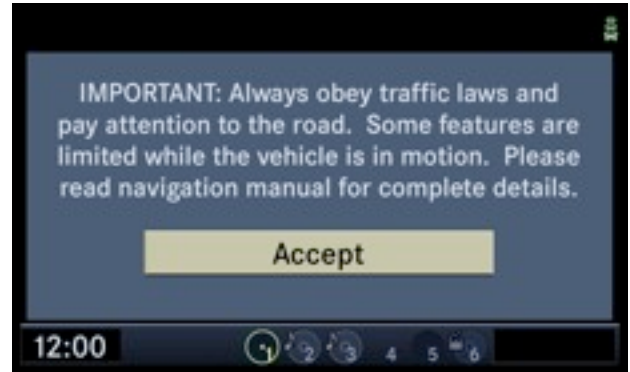 IMPORTANT: Always obey traffic laws and
pay attention to the road.  Some features are
limited while the vehicle is in motion.  Please
read navigation manual for complete details.
Accept
12:00 1 2 3 4 5 6